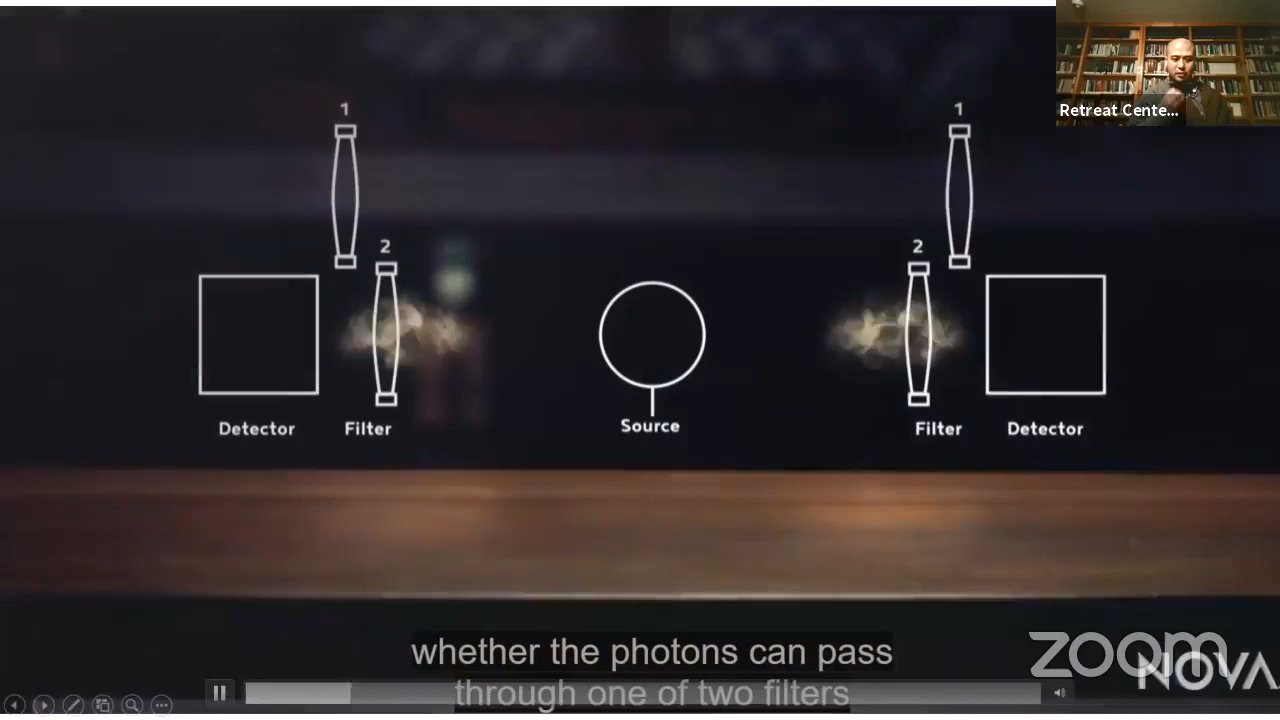 Retreat Cente...
1
1
2
2
Detector
Filter
Source
Filter
Detector
whether the photons can pass
through one of two filters
zoom
NOVA